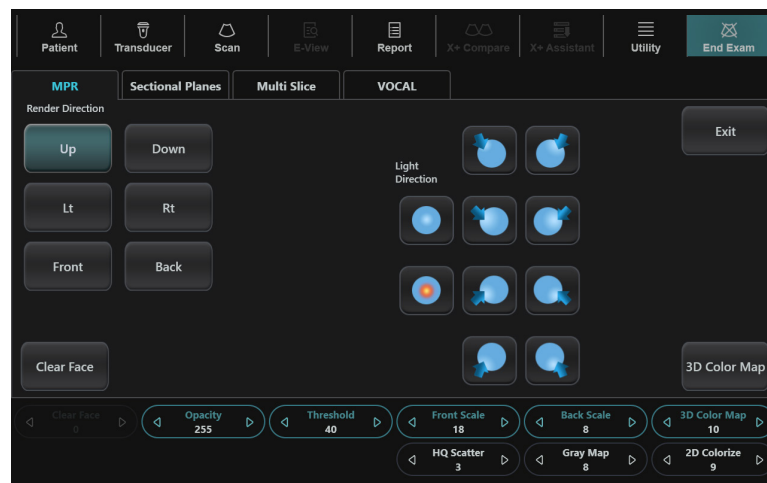 Patient
Transducer
Scan
E-View
Report
X+ Compare
X+ Assistant
Utility
End Exam
MPR
Sectional Planes
Multi Slice
VOCAL
Render Direction
Up
Down
Lt
Rt
Front
Back
Light
Direction
Exit
Clear Face
3D Color Map
Clear Face
0
Opacity
255
Threshold
40
Front Scale
18
Back Scale
8
3D Color Map
10
HQ Scatter
3
Gray Map
8
2D Colorize
9